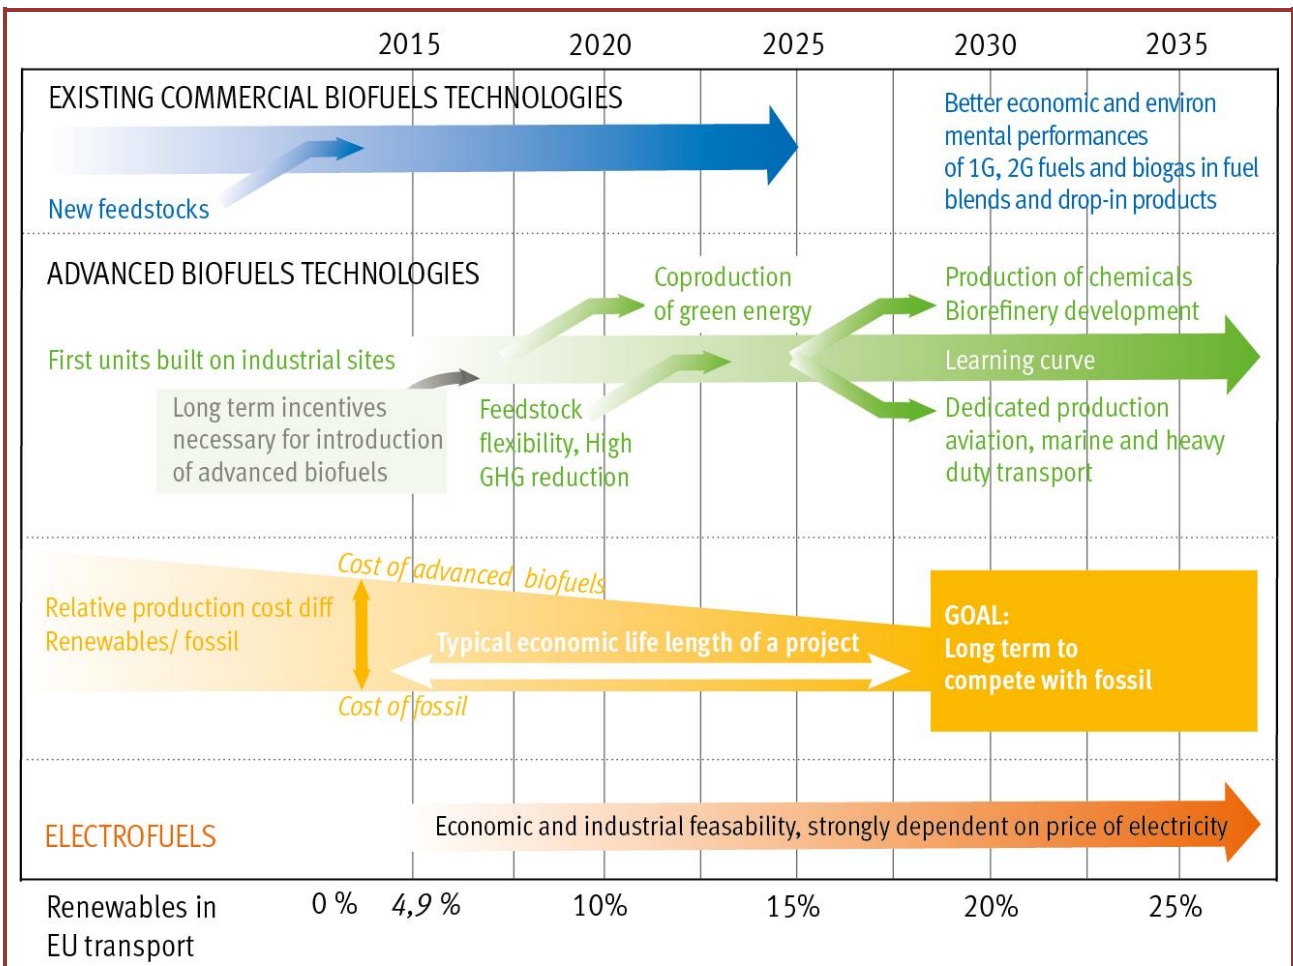 2015 2020 2025 2030 2035
EXISTING COMMERCIAL BIOFUELS TECHNOLOGIES
New feedstocks
Better economic and environ
mental performances
of 1G, 2G fuels and biogas in fuel
blends and drop-in products
ADVANCED BIOFUELS TECHNOLOGIES
First units built on industrial sites
Long term incentives
necessary for introduction
of advanced biofuels
Coproduction
of green energy
Feedstock
flexibility, High
GHG reduction
Production of chemicals
Biorefinery development
Learning curve
Dedicated production
aviation, marine and heavy
duty transport
Cost of advanced biofuels
Relative production cost diff
Renewables/ fossil
Typical economic life length of a project
Cost of fossil
GOAL:
Long term to
compete with fossil
ELECTROFUELS
Economic and industrial feasability, strongly dependent on price of electricity
Renewables in
EU transport
0 % 4,9 % 10% 15% 20% 25%